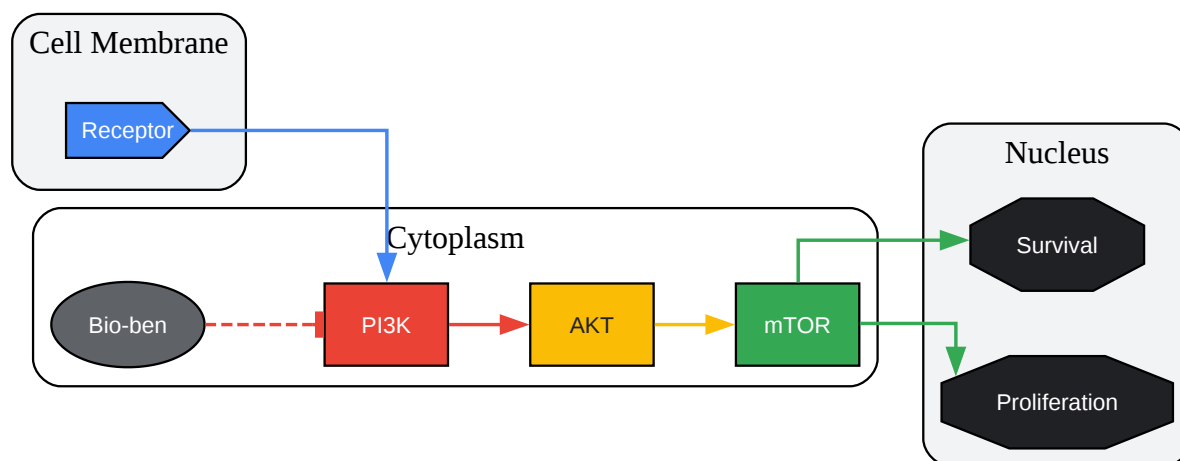 Cell Membrane
Receptor
Nucleus
Cytoplasm
Survival
Bio-ben
PI3K
AKT
mTOR
Proliferation